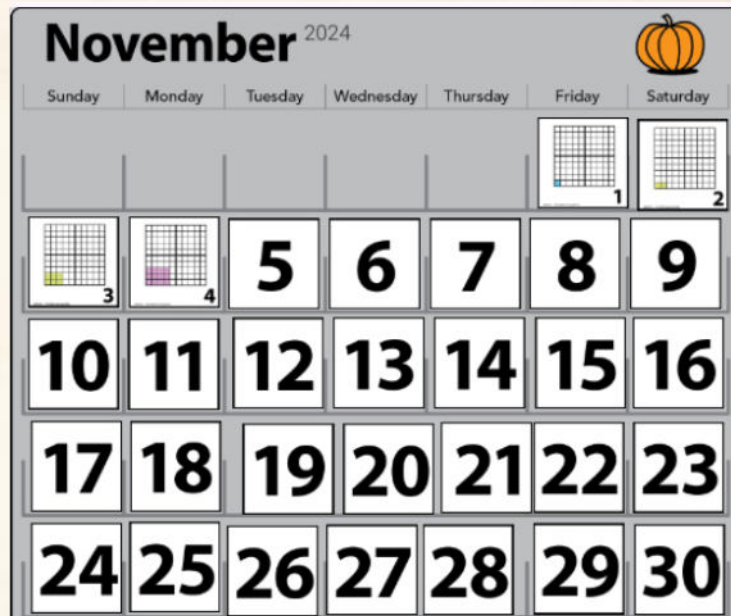 November 2024
Sunday Monday Tuesday Wednesday Thursday Friday Saturday
1 2
3 4 5 6 7 8 9
10 11 12 13 14 15 16
17 18 19 20 21 22 23
24 25 26 27 28 29 30